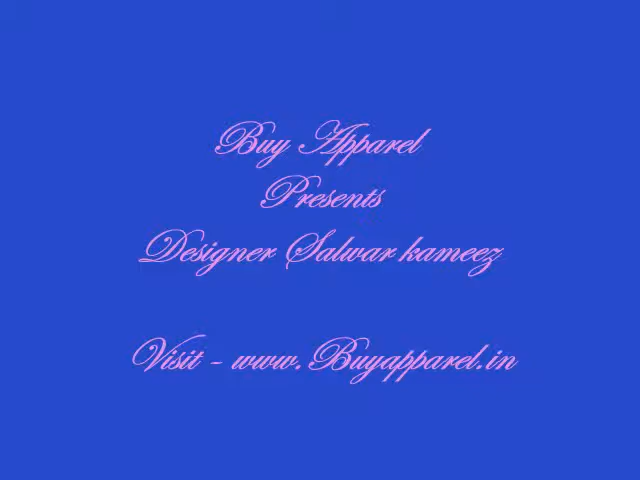 Buy Apparel
Presents
Designer Salwar kameez
Visit - www.Buyapparel.in